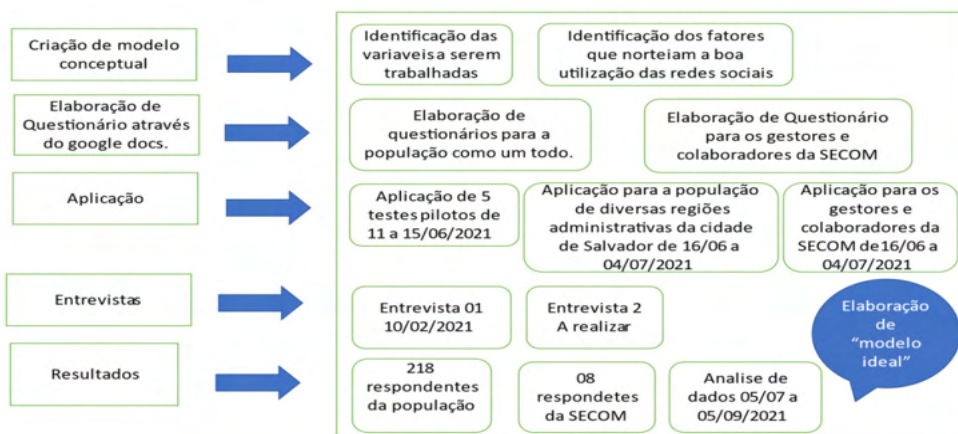 Criação de modelo
conceptual
Identificação das
variaveis a serem
trabalhadas
Identificação dos fatores
que norteiam a boa
utilização das redes sociais
Elaboração de
Questionário através
do google docs.
Elaboração de
questionários para a
população como um todo.
Elaboração de Questionário
para os gestores e
colaboradores da SECOM
Aplicação
Aplicação de 5
testes pilotos de
11 a 15/06/2021
Aplicação para a população
de diversas regiões
administrativas da cidade
de Salvador de 16/06 a
04/07/2021
Aplicação para os
gestores e
colaboradores da
SECOM de16/06 a
04/07/2021
Entrevistas
Entrevista 01
10/02/2021
Entrevista 2
A realizar
Elaboração
de
“modelo
ideal”
Resultados
218
respondentes
da população
08
respondetes
da SECOM
Analise de
dados 05/07 a
05/09/2021